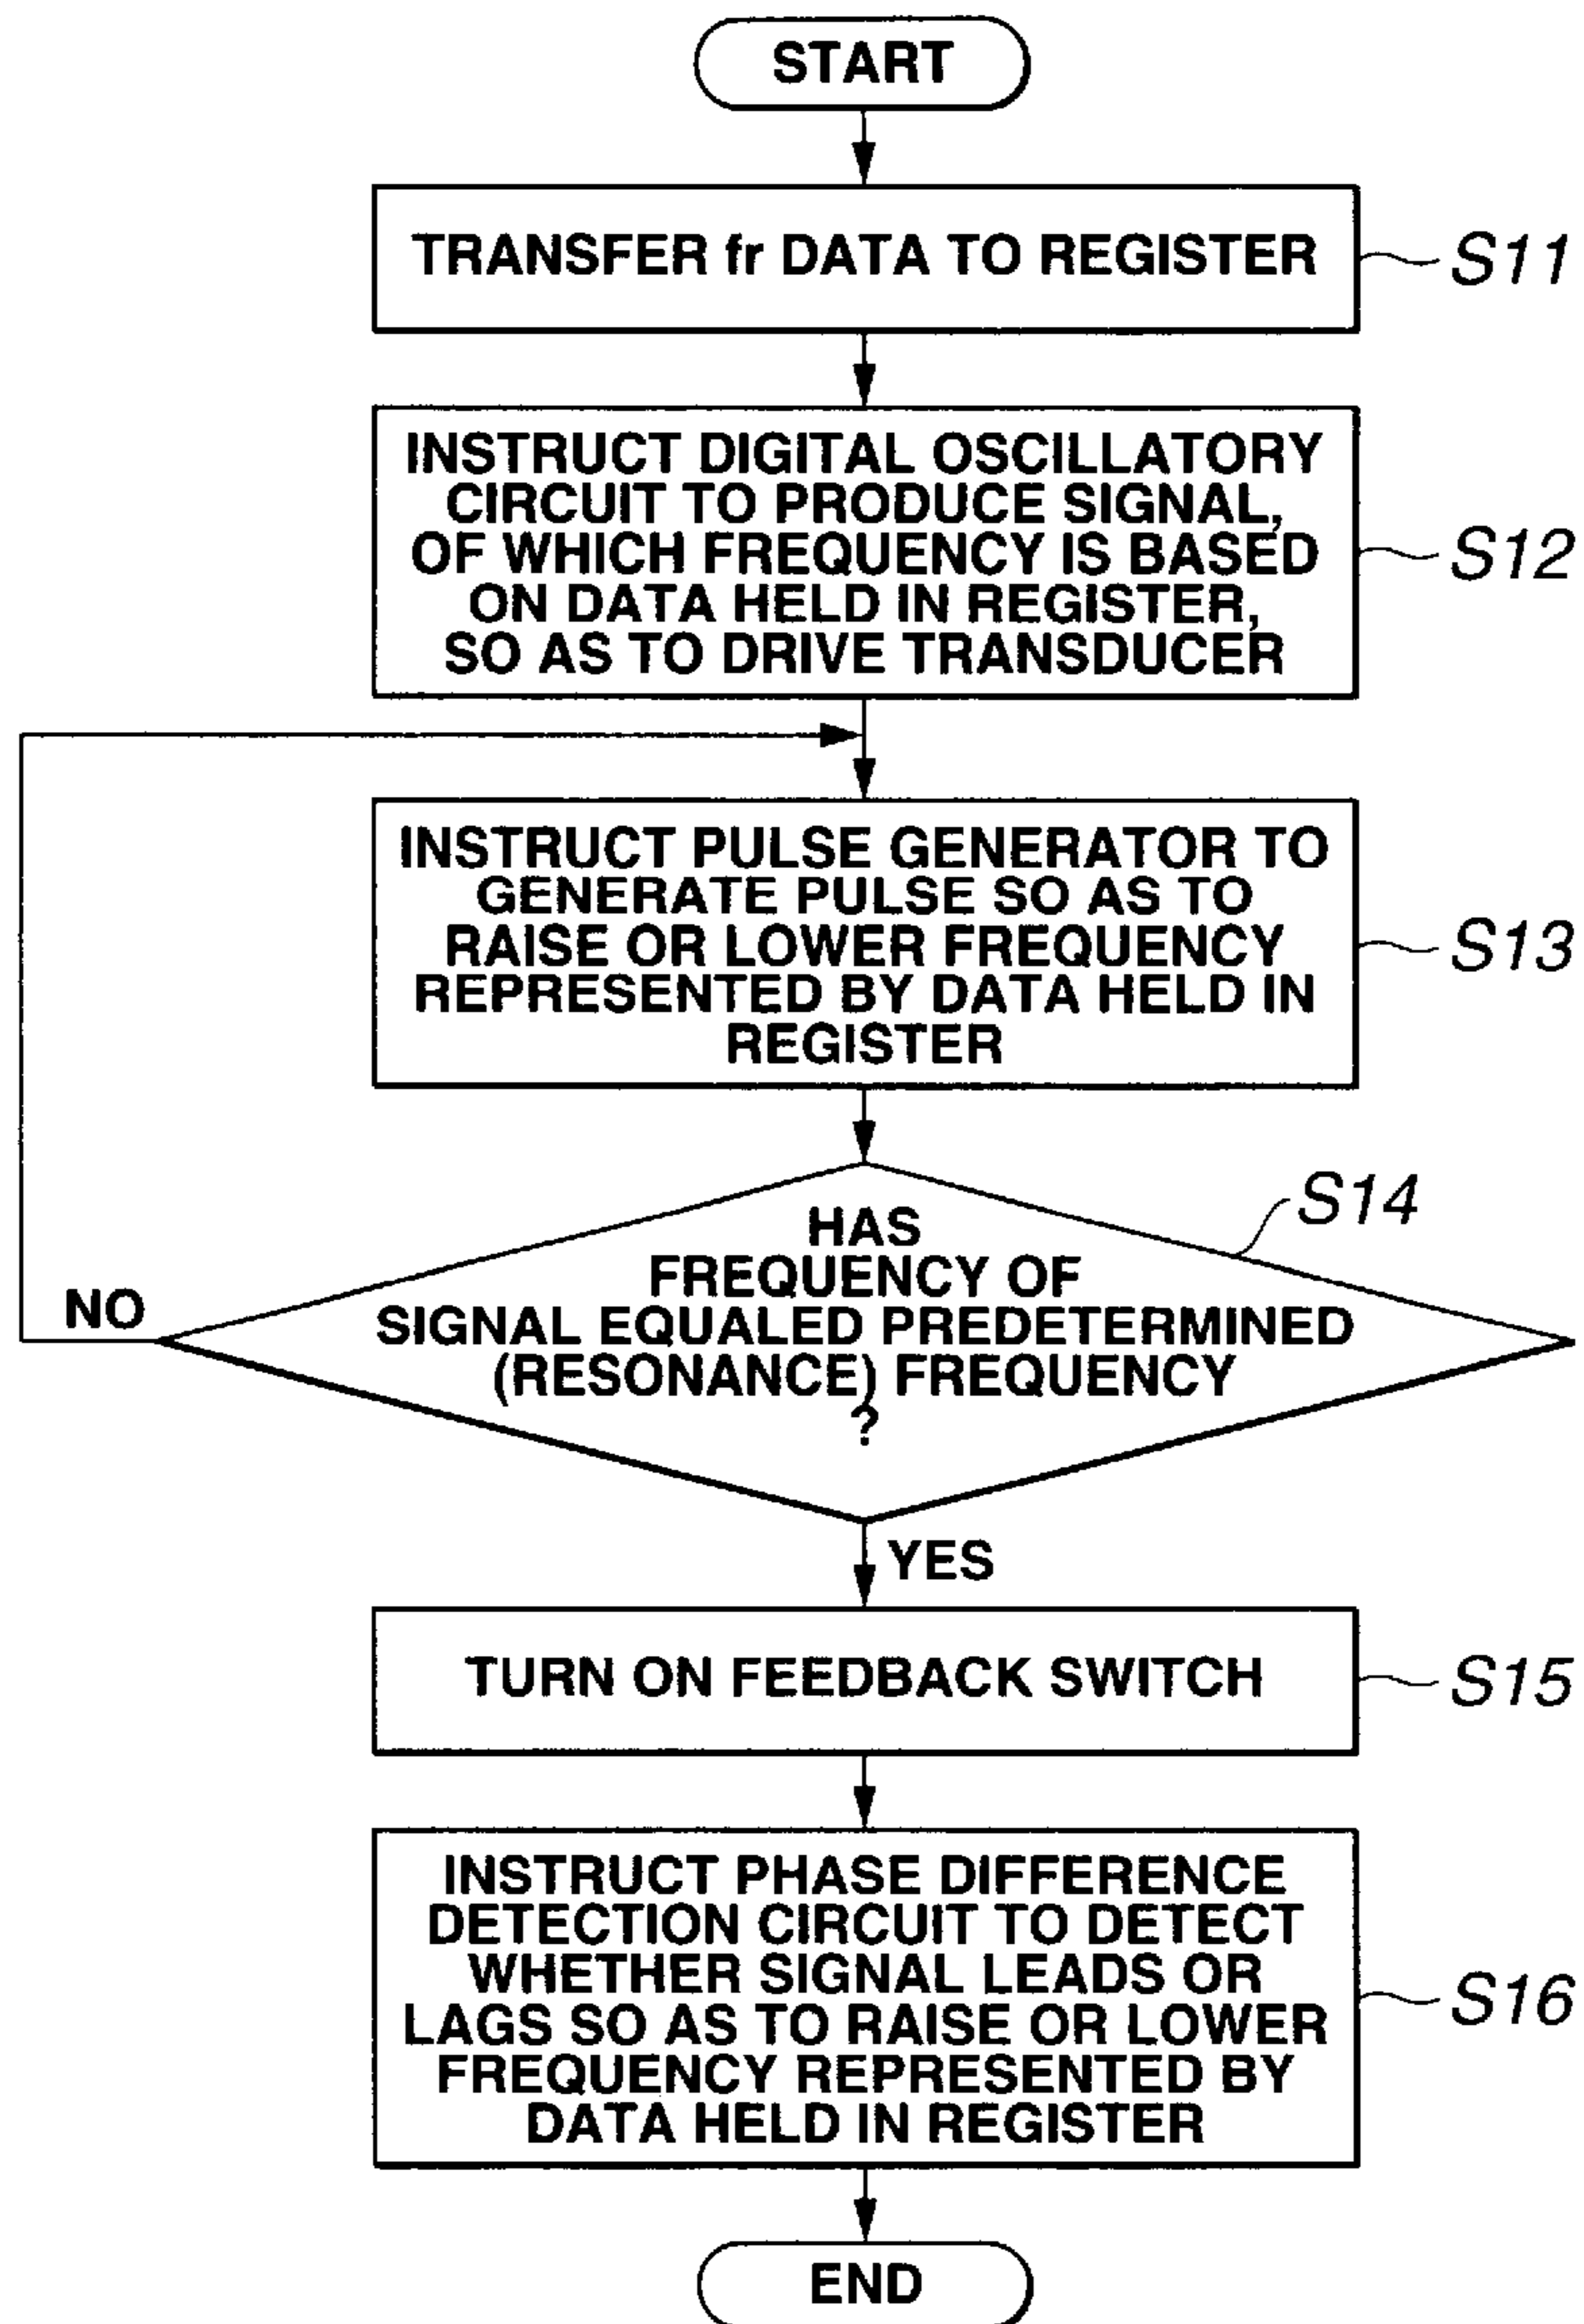 START
TRANSFER fr DATA TO REGISTER
S11
INSTRUCT DIGITAL OSCILLATORY
CIRCUIT TO PRODUCE SIGNAL,
OF WHICH FREQUENCY IS BASED
ON DATA HELD IN REGISTER,
SO AS TO DRIVE TRANSDUCER
S12
INSTRUCT PULSE GENERATOR TO
GENERATE PULSE SO AS TO
RAISE OR LOWER FREQUENCY
REPRESENTED BY DATA HELD IN
REGISTER
S13
HAS
FREQUENCY OF
SIGNAL EQUALED PREDETERMINED
(RESONANCE) FREQUENCY
?
S14
NO
YES
TURN ON FEEDBACK SWITCH
S15
INSTRUCT PHASE DIFFERENCE
DETECTION CIRCUIT TO DETECT
WHETHER SIGNAL LEADS OR
LAGS SO AS TO RAISE OR LOWER
FREQUENCY REPRESENTED BY
DATA HELD IN REGISTER
S16
END